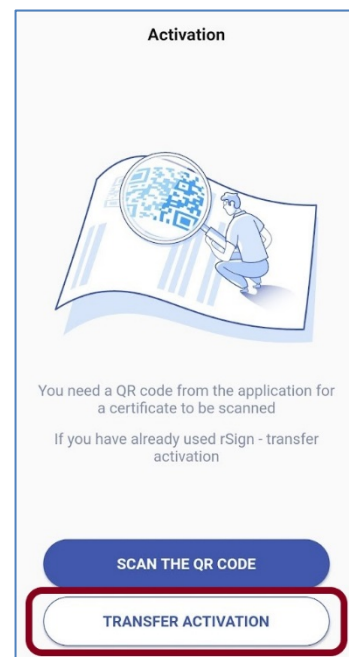 Activation
You need a QR code from the application for
a certificate to be scanned
If you have already used rSign - transfer
activation
SCAN THE QR CODE
TRANSFER ACTIVATION